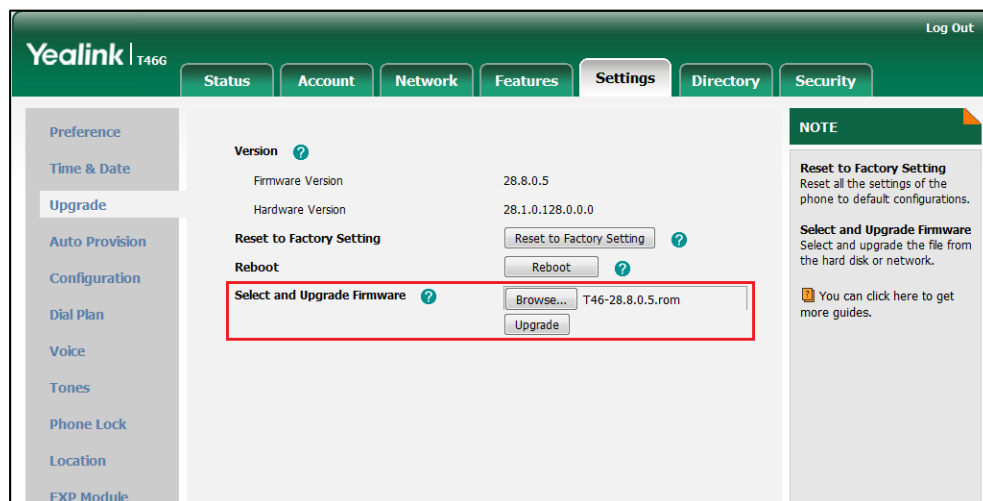 Log Out
Yealink | T46G
Status Account Network Features Settings Directory Security
Preference
Time & Date
Upgrade
Auto Provision
Configuration
Dial Plan
Voice
Tones
Phone Lock
Location
EXP Module
Version ?
Firmware Version 28.8.0.5
Hardware Version 28.1.0.128.0.0.0
Reset to Factory Setting Reset to Factory Setting ?
Reboot Reboot ?
Select and Upgrade Firmware ? Browse... T46-28.8.0.5.rom
Upgrade
NOTE
Reset to Factory Setting
Reset all the settings of the
phone to default configurations.
Select and Upgrade Firmware
Select and upgrade the file from
the hard disk or network.
? You can click here to get
more guides.